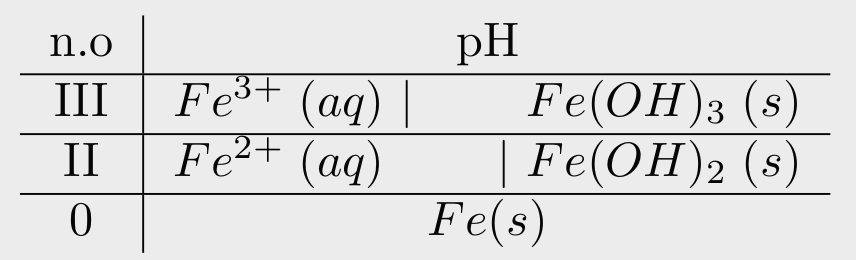 n.o pH
III Fe³⁺ (aq) | Fe(OH)₃ (s)
II Fe²⁺ (aq) | Fe(OH)₂ (s)
0 Fe(s)